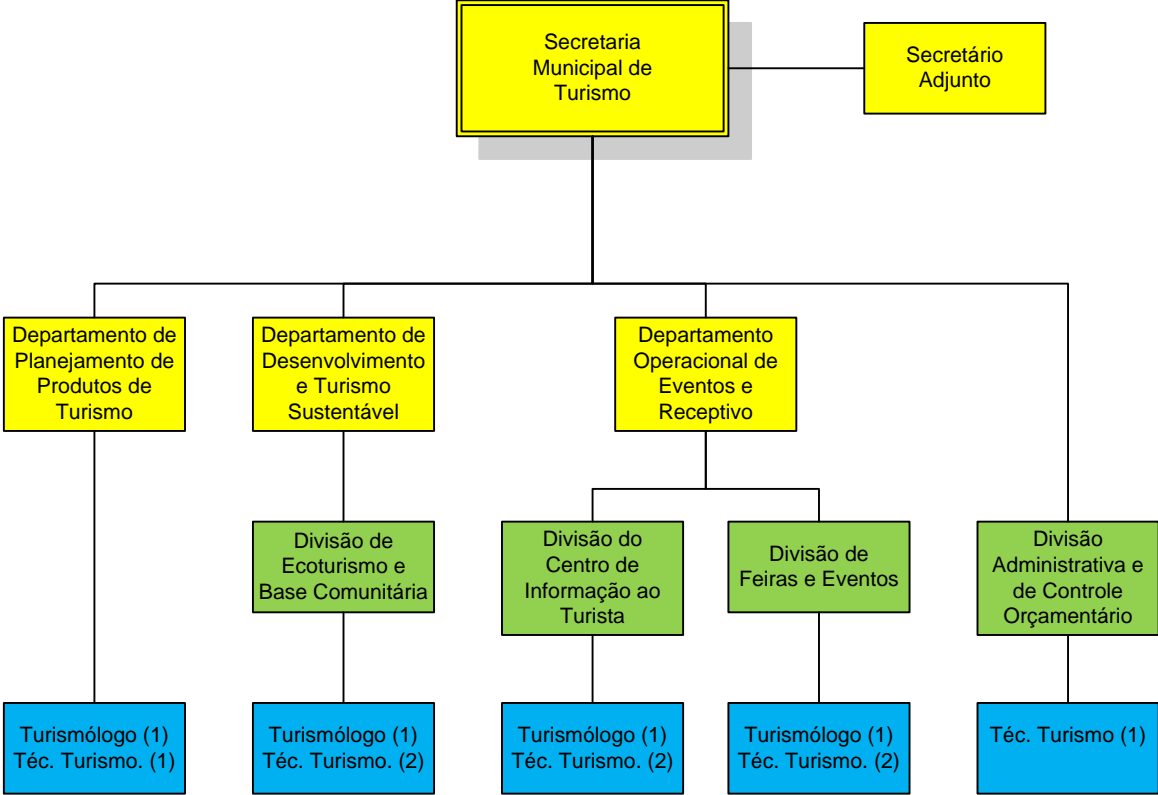 Secretaria
Municipal de
Turismo
Secretário
Adjunto
Departamento de
Planejamento de
Produtos de
Turismo
Departamento de
Desenvolvimento
e Turismo
Sustentável
Departamento
Operacional de
Eventos e
Receptivo
Divisão de
Ecoturismo e
Base Comunitária
Divisão do
Centro de
Informação ao
Turista
Divisão de
Feiras e Eventos
Divisão
Administrativa e
de Controle
Orçamentário
Turismólogo (1)
Téc. Turismo. (1)
Turismólogo (1)
Téc. Turismo. (2)
Turismólogo (1)
Téc. Turismo. (2)
Turismólogo (1)
Téc. Turismo. (2)
Téc. Turismo (1)